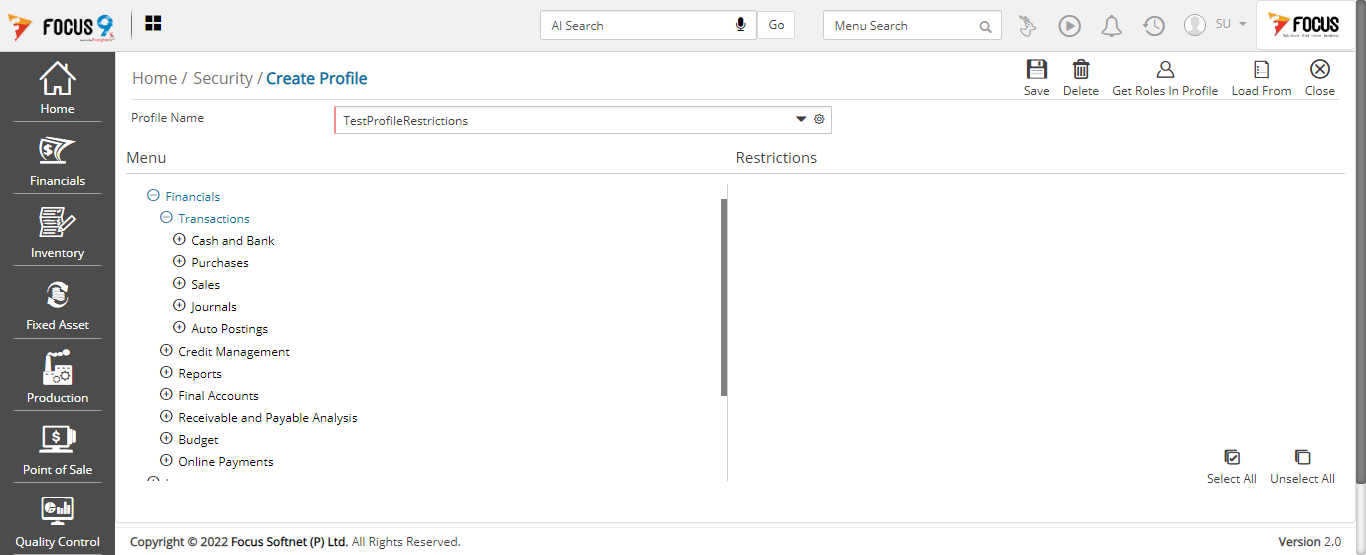 FOCUS 9
AI Search
Go
Menu Search
SU
FOCUS
Home
Financials
Inventory
Fixed Asset
Production
Point of Sale
Quality Control
Home / Security / Create Profile
Save
Delete
Get Roles In Profile
Load From
Close
Profile Name
TestProfileRestrictions
Menu
Restrictions
Financials
Transactions
Cash and Bank
Purchases
Sales
Journals
Auto Postings
Credit Management
Reports
Final Accounts
Receivable and Payable Analysis
Budget
Online Payments
Select All
Unselect All
Copyright © 2022 Focus Softnet (P) Ltd. All Rights Reserved.
Version 2.0